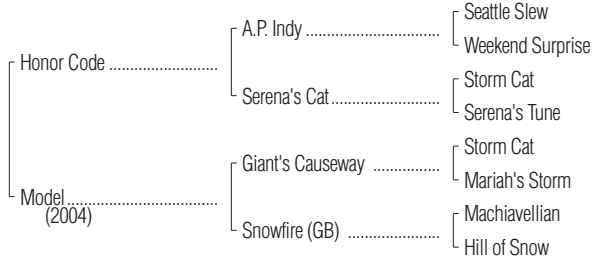 Seattle Slew
A.P. Indy ..........................
Weekend Surprise
Honor Code .........................
Storm Cat
Serena's Cat.........................
Serena's Tune
Storm Cat
Giant's Causeway ................
Mariah's Storm
Model...................................
(2004)
Machiavellian
Snowfire (GB) .....................
Hill of Snow